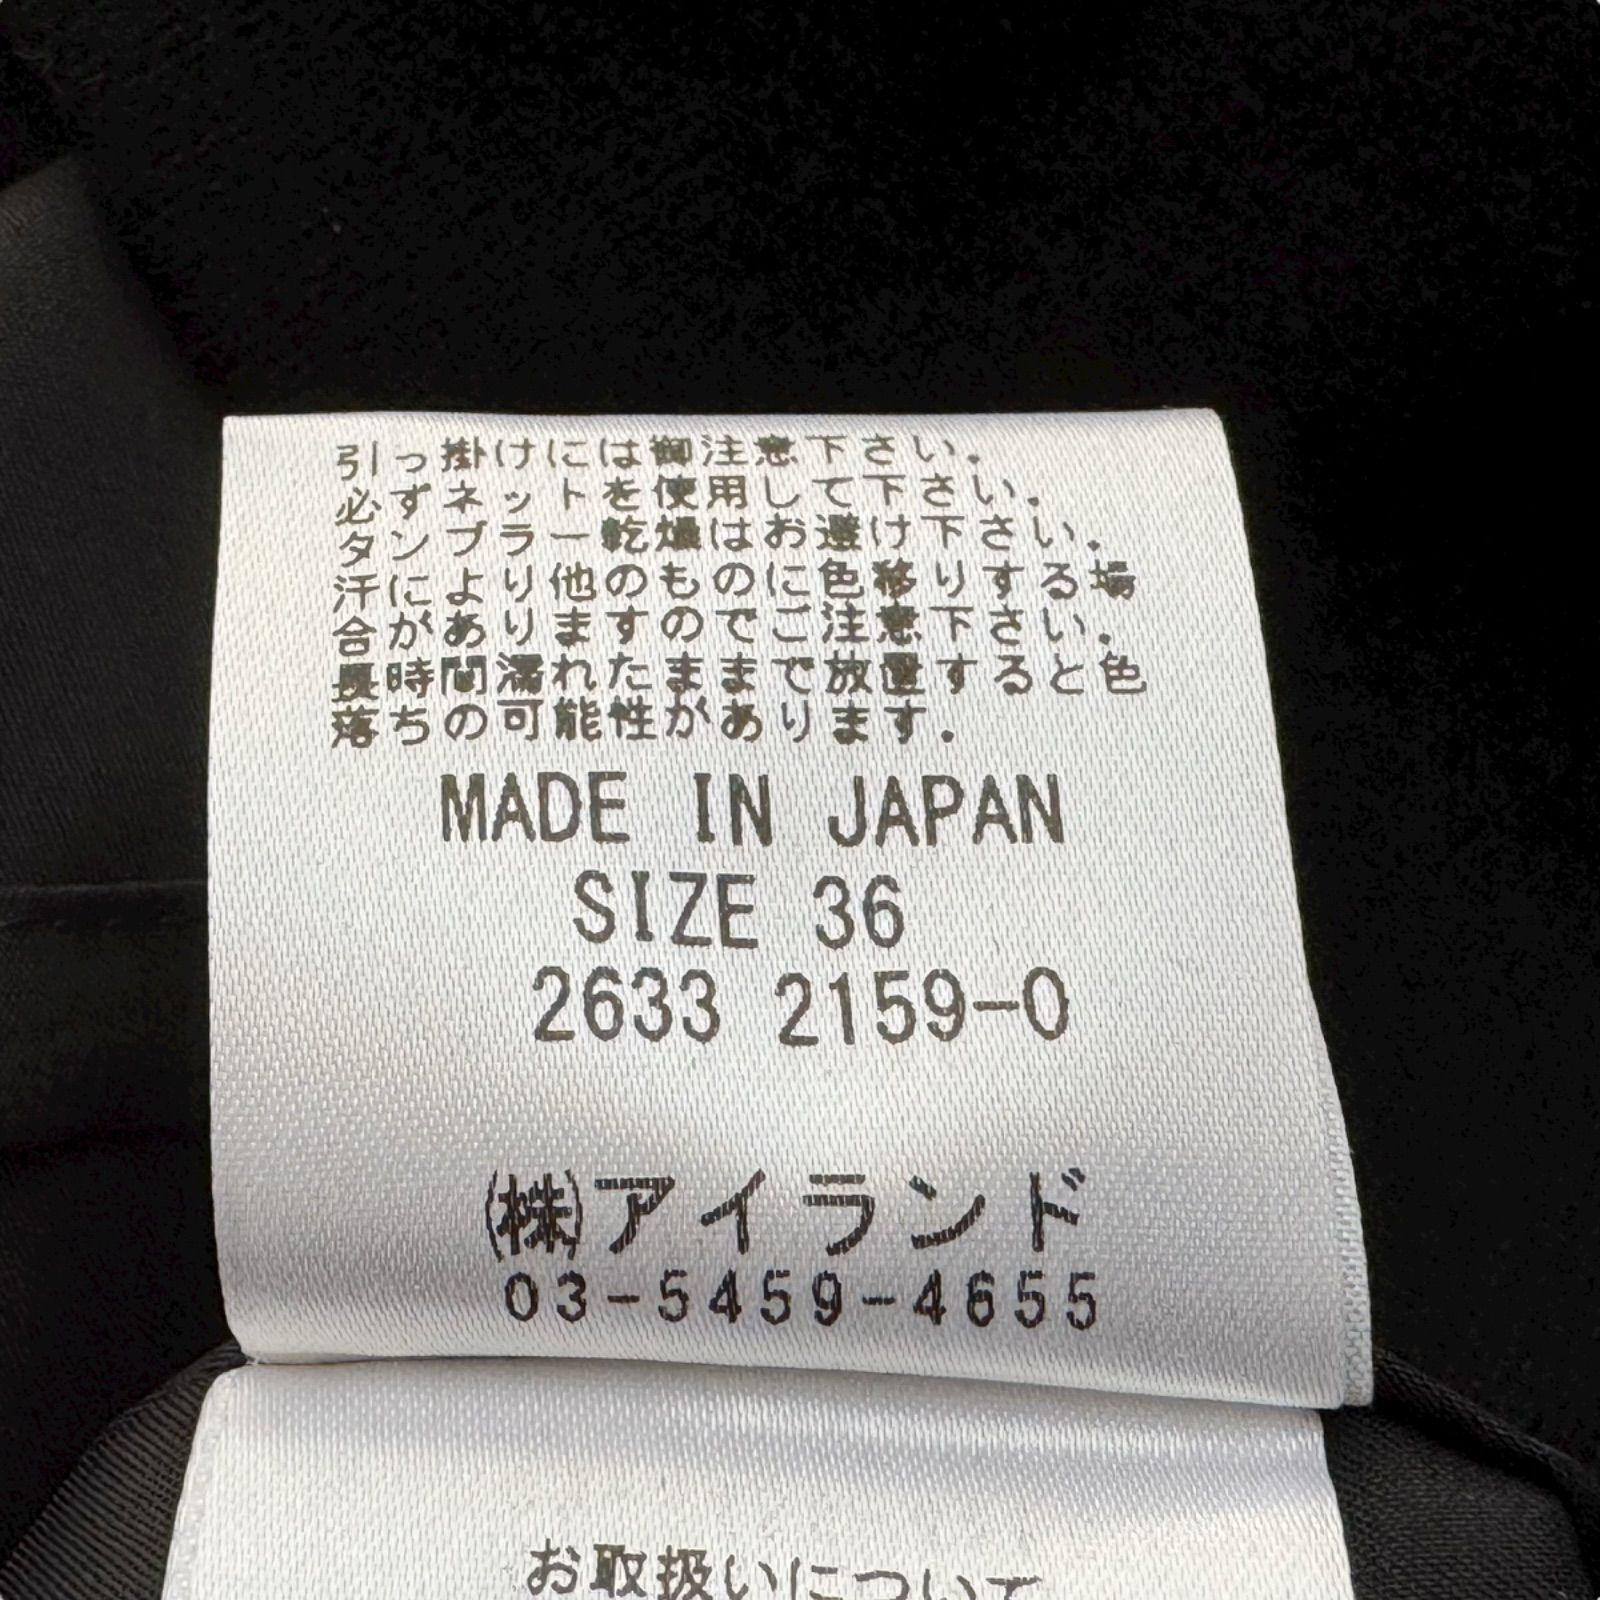 引っ掛けには御注意下さい.
必ずネットを使用して下さい.
タンブラー乾燥はお避け下さい.
汗により他のものに色移りする場
合がありますのでご注意下さい.
長時間濡れたままで放置すると色
落ちの可能性があります.
MADE IN JAPAN
SIZE 36
2633 2159-0
(株)アイランド
03-5459-4655
お取扱いについて